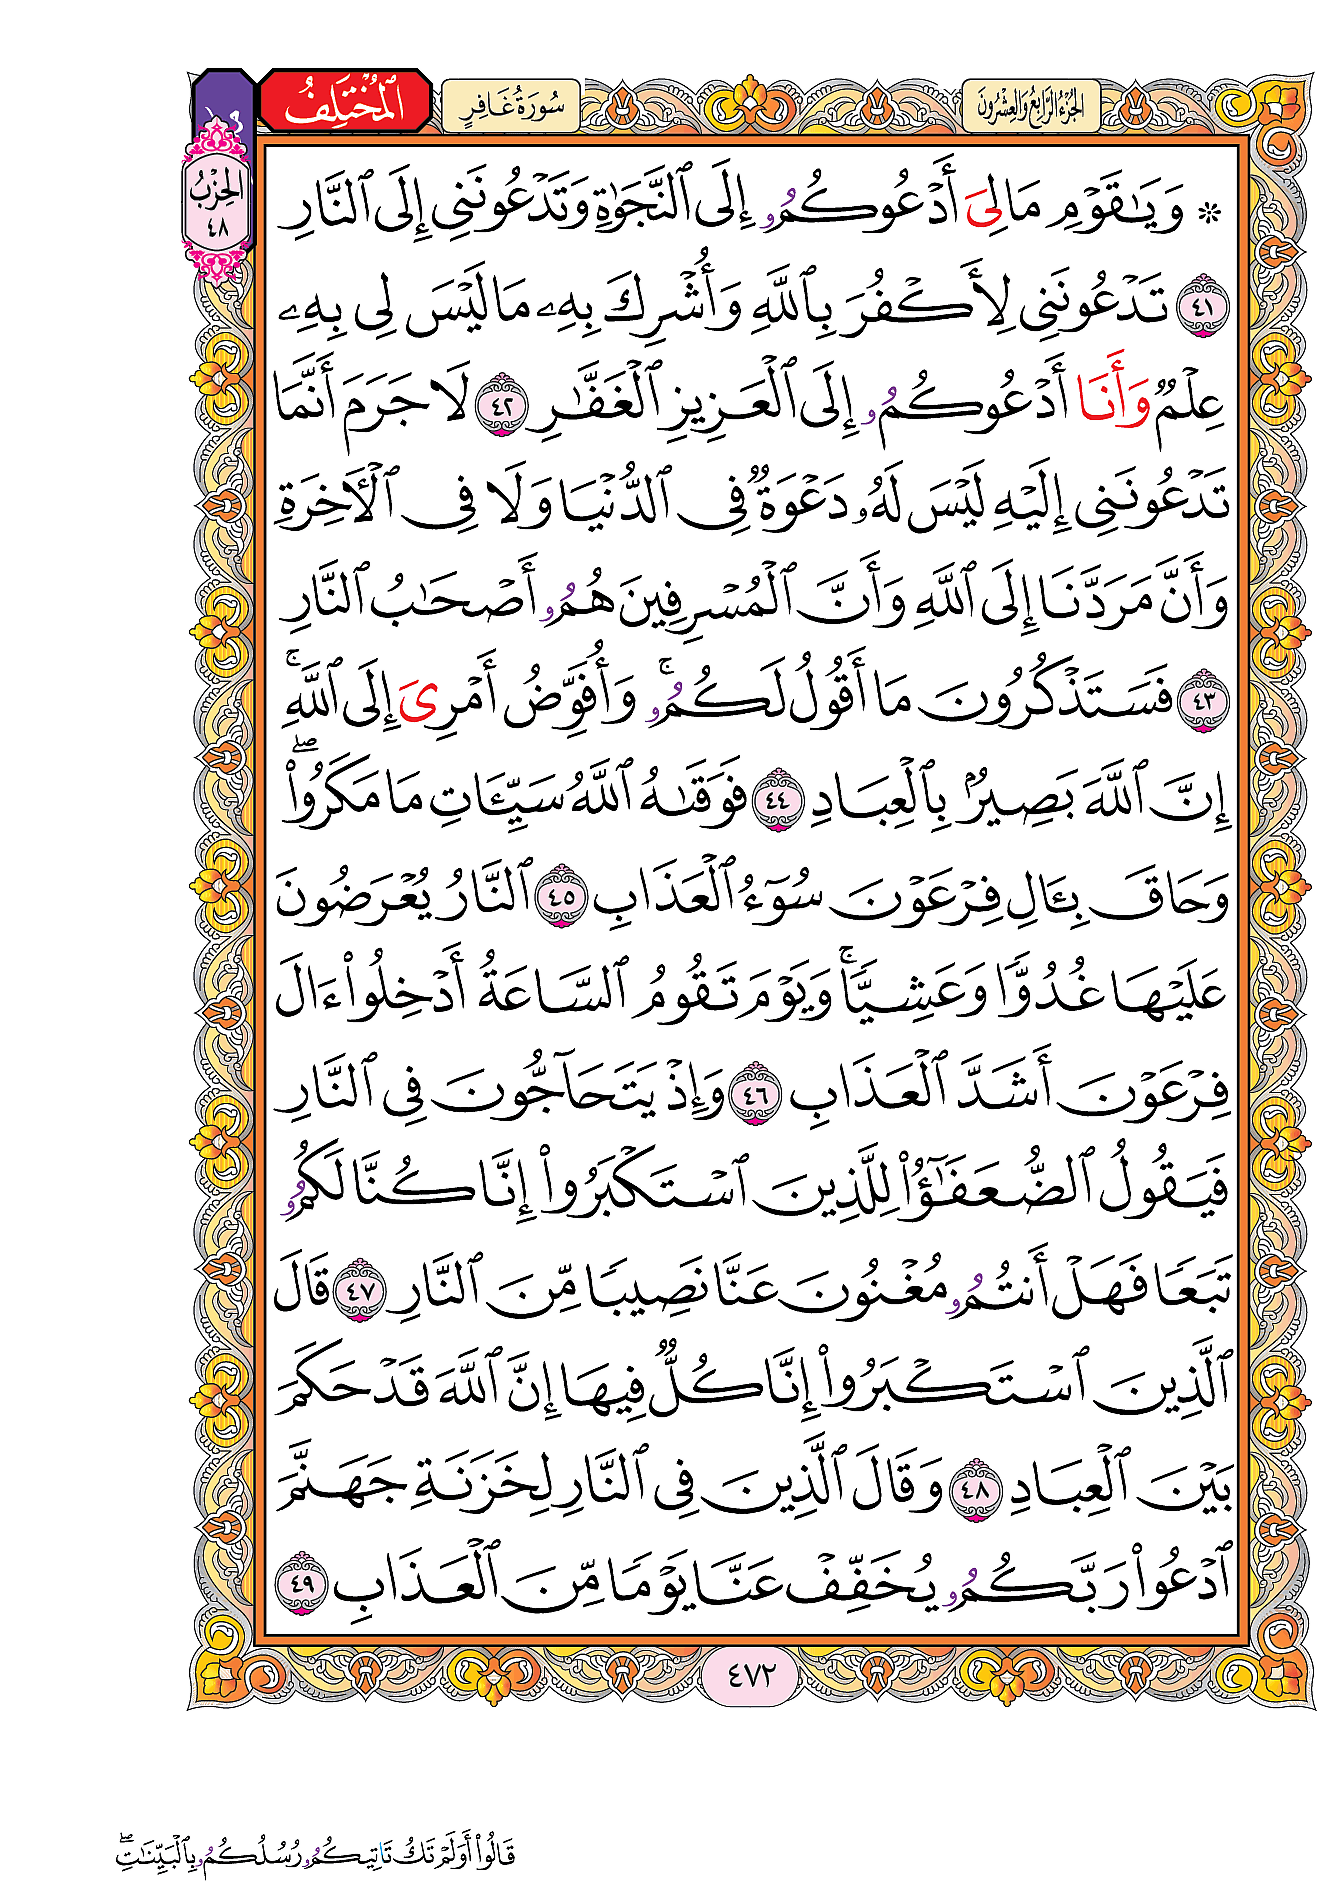 الجُزْءُ الرَّابِعُ وَالعِشْرُونَ
سُورَةُ غَافِرٍ
المُخْتَلِفُ
الحِزْبُ
٤٨
۞ وَيَـٰقَوْمِ مَا لِيَ أَدْعُوكُمُۥ إِلَى ٱلنَّجَوٰةِ وَتَدْعُونَنِي إِلَى ٱلنَّارِ
٤١ تَدْعُونَنِي لِأَكْفُرَ بِٱللَّهِ وَأُشْرِكَ بِهِۦ مَا لَيْسَ لِي بِهِۦ
عِلْمٌ وَأَنَا أَدْعُوكُمُۥ إِلَى ٱلْعَزِيزِ ٱلْغَفَّـٰرِ ٤٢ لَا جَرَمَ أَنَّمَا
تَدْعُونَنِي إِلَيْهِ لَيْسَ لَهُۥ دَعْوَةٌ فِي ٱلدُّنْيَا وَلَا فِي ٱلْأَخِرَةِ
وَأَنَّ مَرَدَّنَا إِلَى ٱللَّهِ وَأَنَّ ٱلْمُسْرِفِينَ هُمُۥ أَصْحَـٰبُ ٱلنَّارِ
٤٣ فَسَتَذْكُرُونَ مَا أَقُولُ لَكُمُۥۚ وَأُفَوِّضُ أَمْرِى إِلَى ٱللَّهِۚ
إِنَّ ٱللَّهَ بَصِيرٌۢ بِٱلْعِبَادِ ٤٤ فَوَقَىٰهُ ٱللَّهُ سَيِّـَٔاتِ مَا مَكَرُوا۟ۖ
وَحَاقَ بِـَٔالِ فِرْعَوْنَ سُوٓءُ ٱلْعَذَابِ ٤٥ ٱلنَّارُ يُعْرَضُونَ
عَلَيْهَا غُدُوًّا وَعَشِيًّاۚ وَيَوْمَ تَقُومُ ٱلسَّاعَةُ أَدْخِلُوا۟ ءَالَ
فِرْعَوْنَ أَشَدَّ ٱلْعَذَابِ ٤٦ وَإِذْ يَتَحَآجُّونَ فِي ٱلنَّارِ
فَيَقُولُ ٱلضُّعَفَـٰٓؤُا۟ لِلَّذِينَ ٱسْتَكْبَرُوا۟ إِنَّا كُنَّا لَكُمُۥ
تَبَعًا فَهَلْ أَنتُمُۥ مُغْنُونَ عَنَّا نَصِيبًا مِّنَ ٱلنَّارِ ٤٧ قَالَ
ٱلَّذِينَ ٱسْتَكْبَرُوا۟ إِنَّا كُلٌّ فِيهَا إِنَّ ٱللَّهَ قَدْ حَكَمَ
بَيْنَ ٱلْعِبَادِ ٤٨ وَقَالَ ٱلَّذِينَ فِي ٱلنَّارِ لِخَزَنَةِ جَهَنَّمَ
ٱدْعُوا۟ رَبَّكُمُۥ يُخَفِّفْ عَنَّا يَوْمًا مِّنَ ٱلْعَذَابِ ٤٩
٤٧٢
قَالُوا۟ أَوَلَمْ تَكُ تَاتِيكُمُۥ رُسُلُكُمُۥ بِٱلْبَيِّنَـٰتِۖ